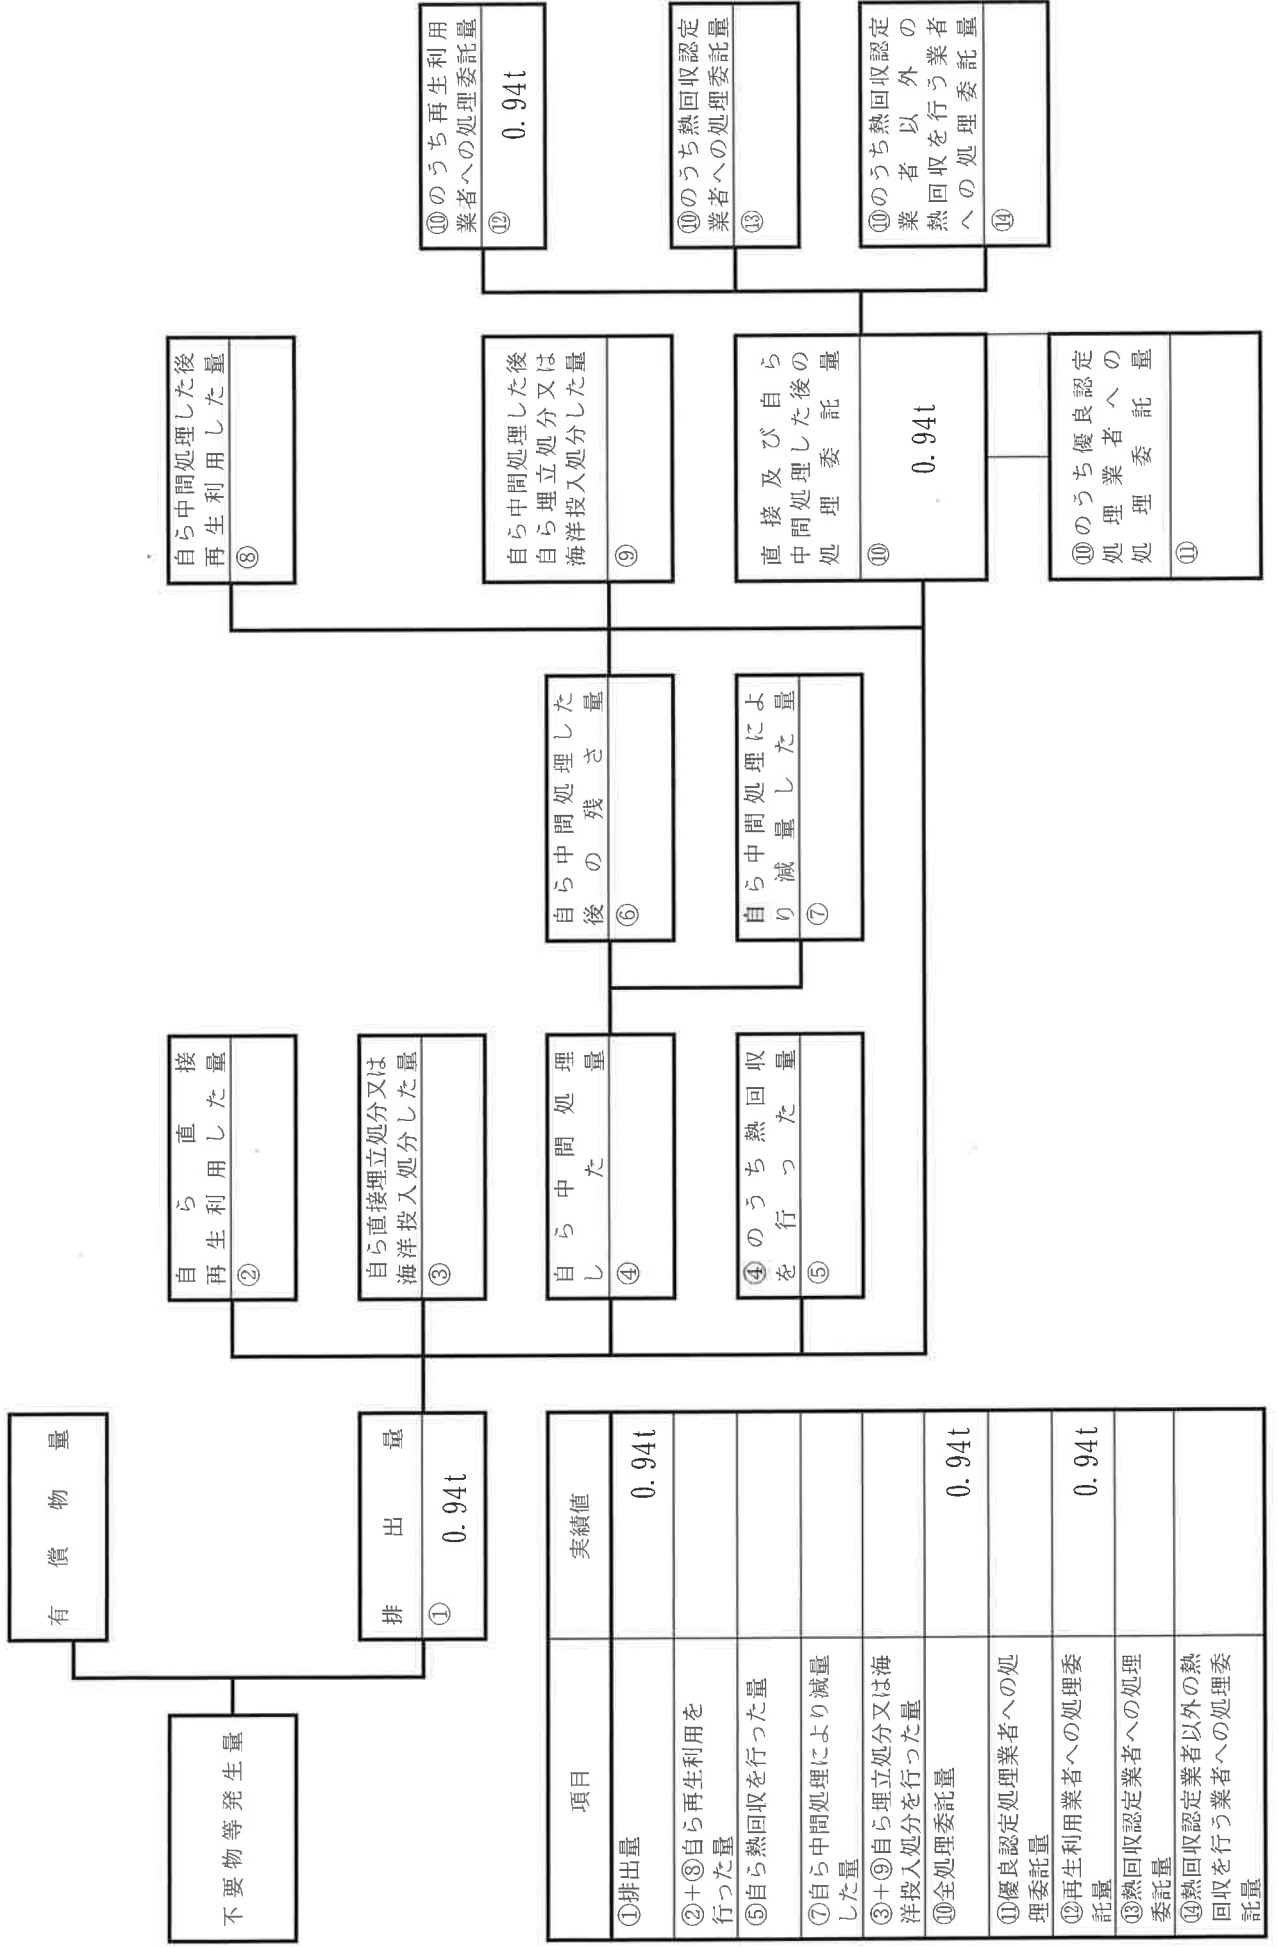 有償物量
不要物等発生量
排出量
① 0.94t
自ら直接
再生利用した量
②
自ら直接埋立処分又は
海洋投入処分した量
③
自ら中間処理
した量
④
④のうち熱回収
を行った量
⑤
自ら中間処理した
後の残さ量
⑥
自ら中間処理によ
り減量した量
⑦
自ら中間処理した後
再生利用した量
⑧
自ら中間処理した後
自ら埋立処分又は
海洋投入処分した量
⑨
直接及び自ら
中間処理した後の
処理委託量
⑩
0.94t
⑩のうち優良認定
処理業者への
処理委託量
⑪
⑩のうち再生利用
業者への処理委託量
⑫ 0.94t
⑩のうち熱回収認定
業者への処理委託量
⑬
⑩のうち熱回収認定
業者以外の
熱回収を行う業者
への処理委託量
⑭
項目 実績値
①排出量 0.94t
②+⑧自ら再生利用を
行った量
⑤自ら熱回収を行った量
⑦自ら中間処理により減量
した量
③+⑨自ら埋立処分又は海
洋投入処分を行った量
⑩全処理委託量 0.94t
⑪優良認定処理業者への処
理委託量
⑫再生利用業者への処理委
託量 0.94t
⑬熱回収認定業者への処理
委託量
⑭熱回収認定業者以外の熱
回収を行う業者への処理委
託量